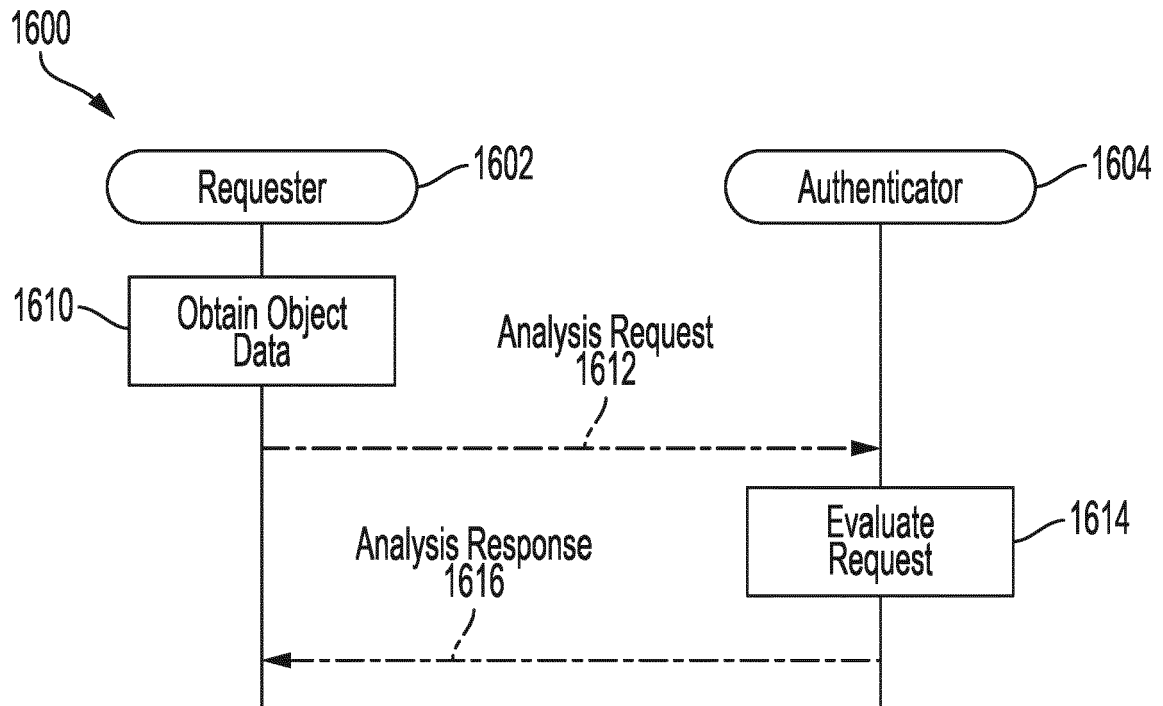 1600
Requester
1602
Authenticator
1604
1610
Obtain Object
Data
Analysis Request
1612
Evaluate
Request
1614
Analysis Response
1616